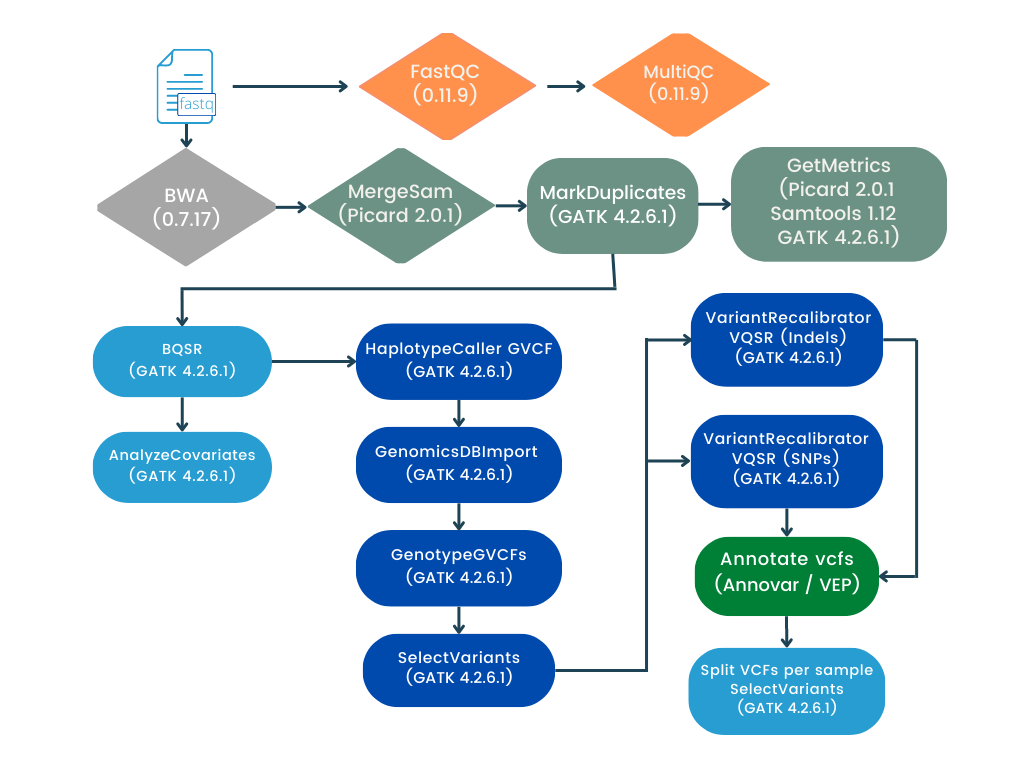 fastq
FastQC
(0.11.9)
MultiQC
(0.11.9)
BWA
(0.7.17)
MergeSam
(Picard 2.0.1)
MarkDuplicates
(GATK 4.2.6.1)
GetMetrics
(Picard 2.0.1
Samtools 1.12
GATK 4.2.6.1)
BQSR
(GATK 4.2.6.1)
AnalyzeCovariates
(GATK 4.2.6.1)
HaplotypeCaller GVCF
(GATK 4.2.6.1)
GenomicsDBImport
(GATK 4.2.6.1)
GenotypeGVCFs
(GATK 4.2.6.1)
SelectVariants
(GATK 4.2.6.1)
VariantRecalibrator
VQSR (Indels)
(GATK 4.2.6.1)
VariantRecalibrator
VQSR (SNPs)
(GATK 4.2.6.1)
Annotate vcfs
(Annovar / VEP)
Split VCFs per sample
SelectVariants
(GATK 4.2.6.1)